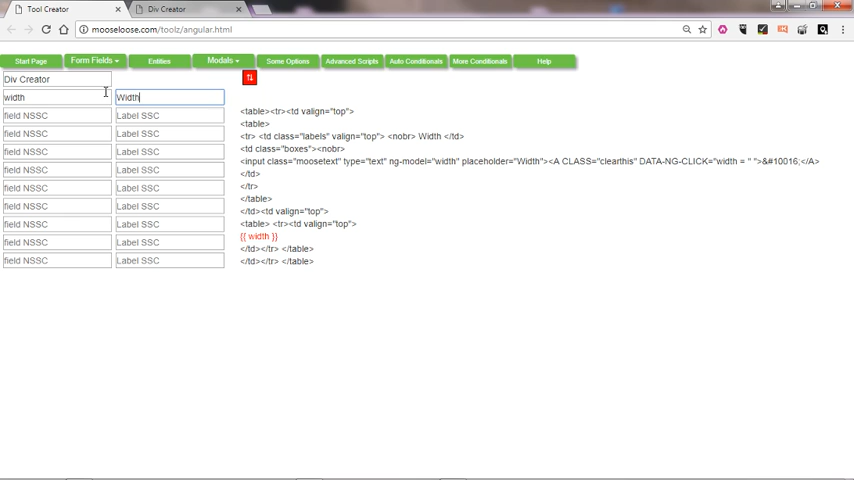 Tool Creator
Div Creator
mooseloose.com/toolz/angular.html
Start Page Form Fields Entities Modals Some Options Advanced Scripts Auto Conditionals More Conditionals Help
Div Creator
width Width
field NSSC Label SSC
field NSSC Label SSC
field NSSC Label SSC
field NSSC Label SSC
field NSSC Label SSC
field NSSC Label SSC
field NSSC Label SSC
field NSSC Label SSC
field NSSC Label SSC
<table><tr><td valign="top">
<table>
<tr> <td class="labels" valign="top"> <nobr> Width </td>
<td class="boxes"><nobr>
<input class="moosetext" type="text" ng-model="width" placeholder="Width"><A CLASS="clearthis" DATA-NG-CLICK="width = '' ">&#10016;</A>
</td>
</tr>
</table>
</td><td valign="top">
<table> <tr><td valign="top">
{{ width }}
</td></tr> </table>
</td></tr> </table>